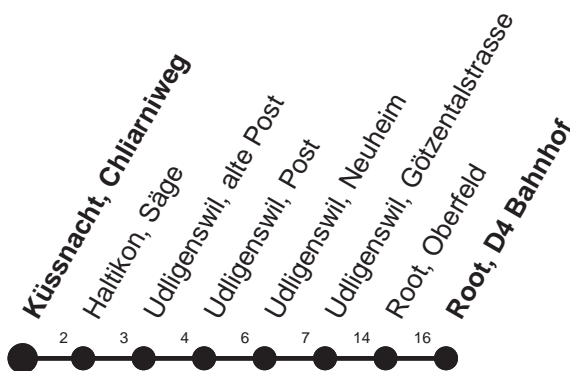 Küssnacht, Chliarniweg
Haltikon, Säge
Udligenswil, alte Post
Udligenswil, Post
Udligenswil, Neuheim
Udligenswil, Götzentalstrasse
Root, Oberfeld
Root, D4 Bahnhof
2 3 4 6 7 14 16